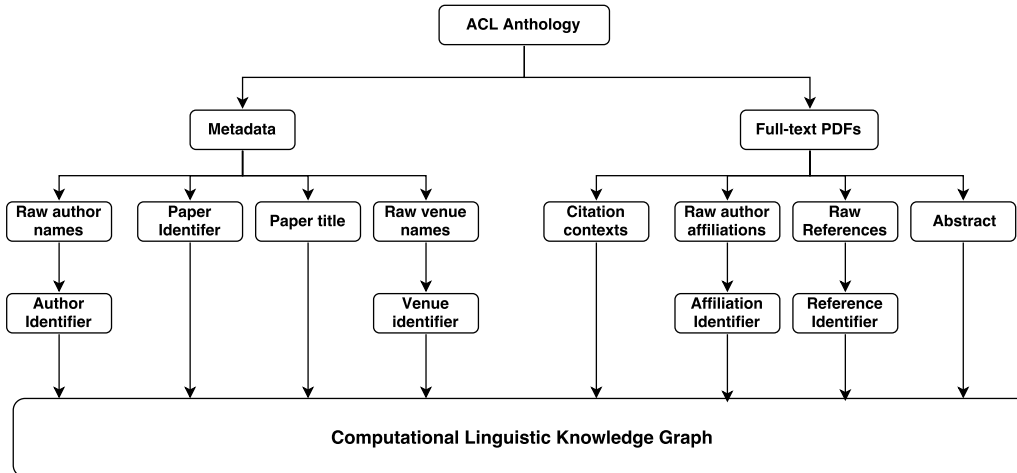 ACL Anthology
Metadata
Full-text PDFs
Raw author
names
Paper
Identifer
Paper title
Raw venue
names
Citation
contexts
Raw author
affiliations
Raw
References
Abstract
Author
Identifier
Venue
identifier
Affiliation
Identifier
Reference
Identifier
Computational Linguistic Knowledge Graph